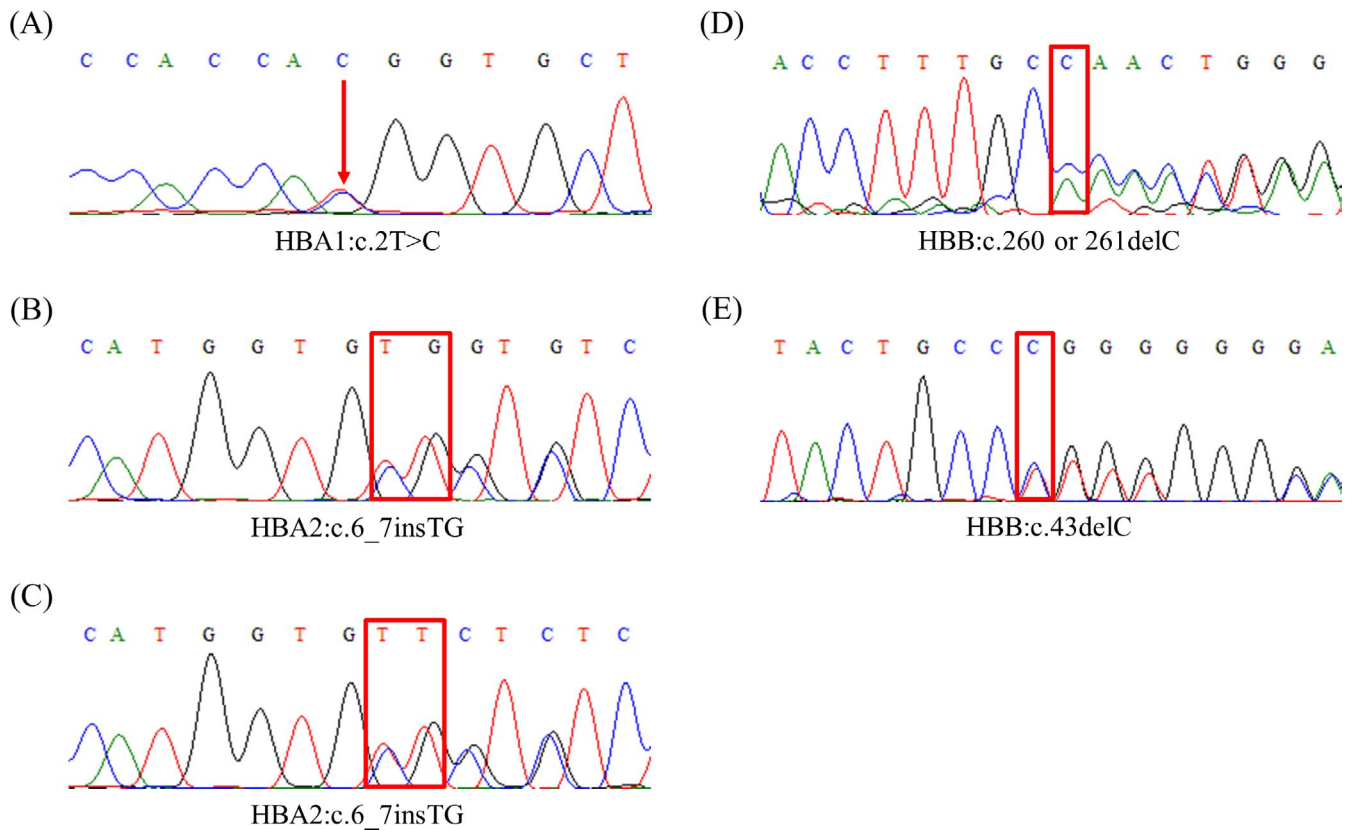 (A)
C C A C C A C G G T G C T
HBA1:c.2T>C
(B)
C A T G G T G T G G T G T C
HBA2:c.6_7insTG
(C)
C A T G G T G T T C T C T C
HBA2:c.6_7insTG
(D)
A C C T T T G C C A A C T G G G
HBB:c.260 or 261delC
(E)
T A C T G C C C G G G G G G G A
HBB:c.43delC